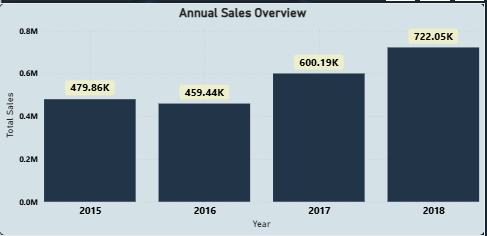 Annual Sales Overview
0.8M
0.6M
0.4M
0.2M
0.0M
Total Sales
479.86K
459.44K
600.19K
722.05K
2015
2016
2017
2018
Year